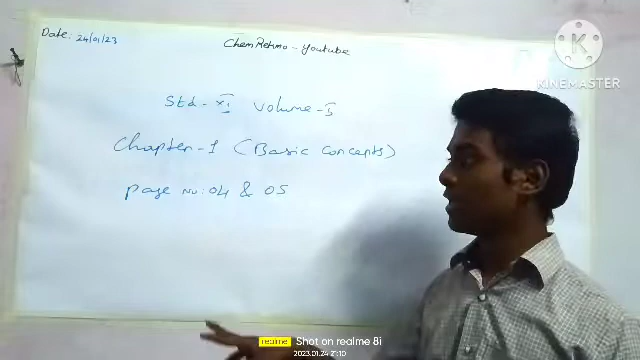 Date: 24/01/23
ChemRetmo - Youtube
K
KINEMASTER
Std - XI Volume - I
Chapter - 1 (Basic Concepts)
Page No: 04 & 05
realme Shot on realme 8i
2023.01.24 21:10